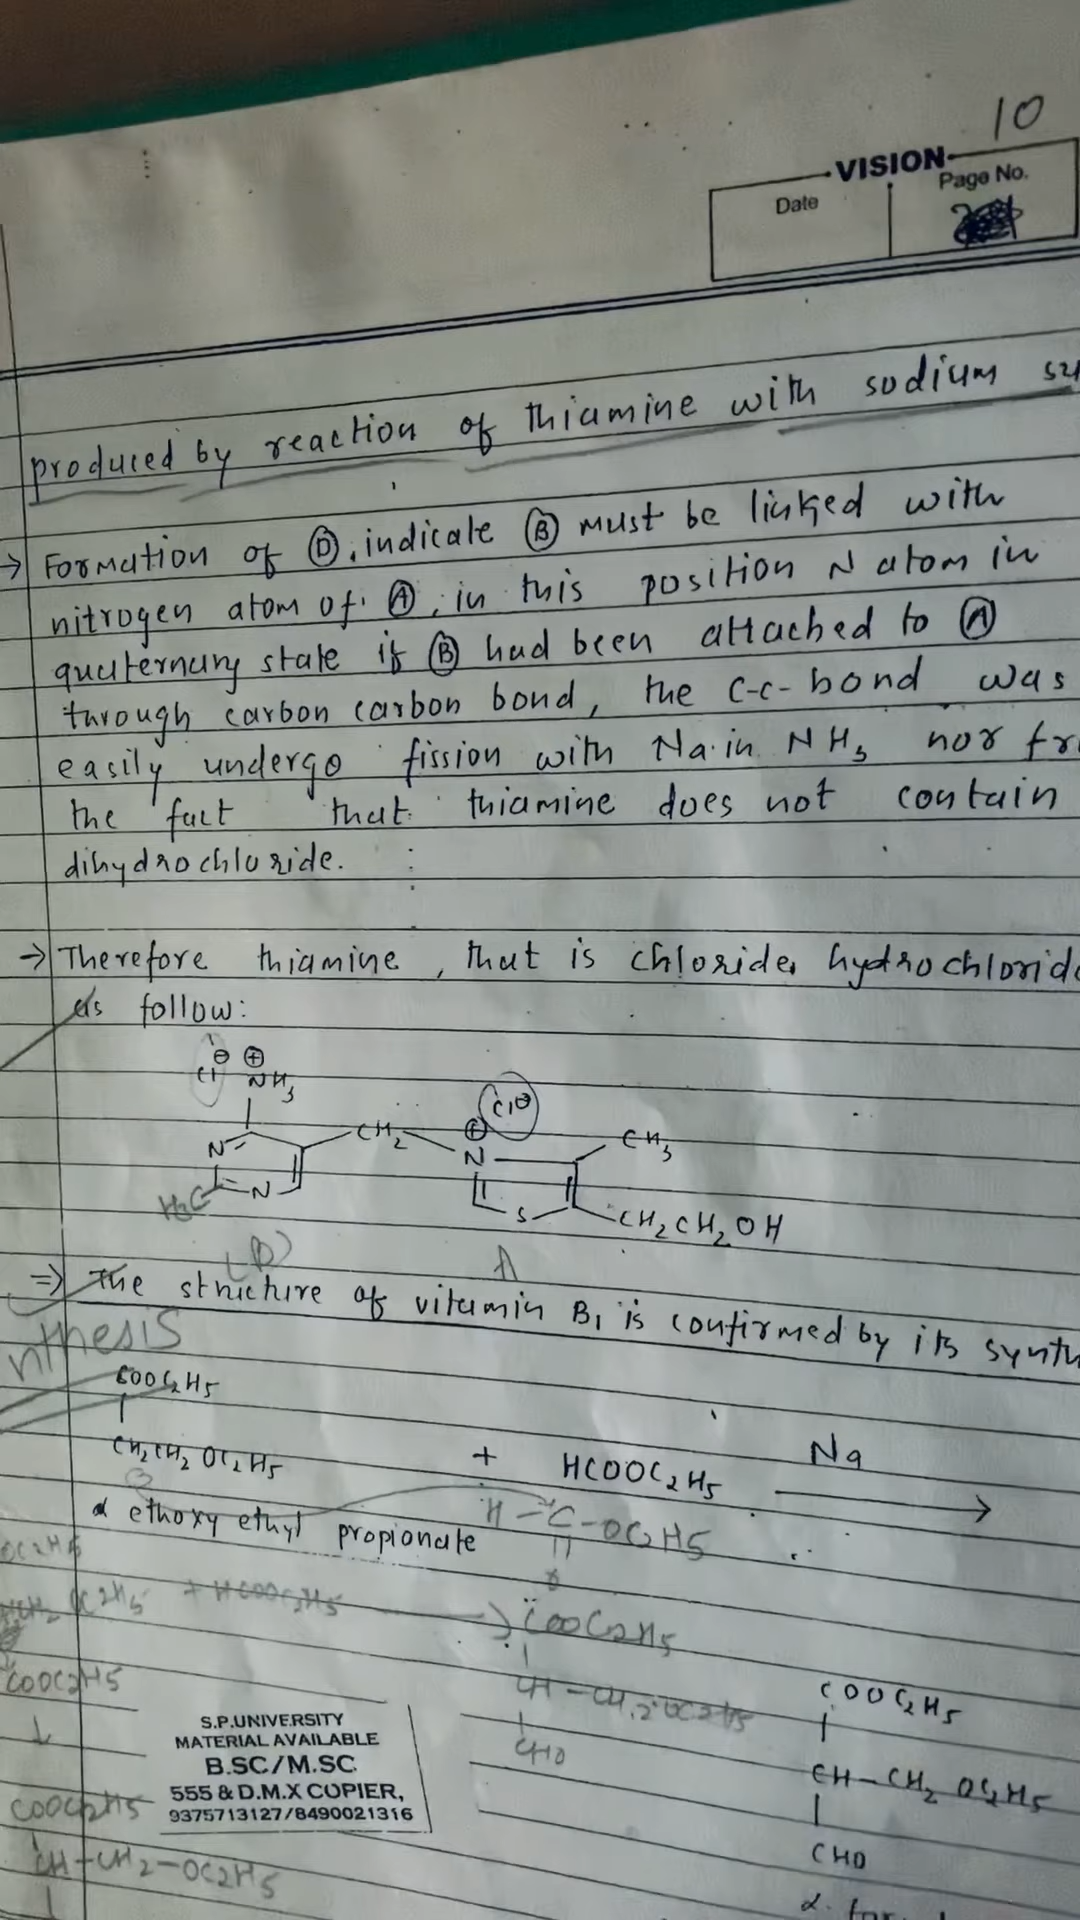 10
VISION
Date
Page No.
produced by reaction of thiamine with sodium
→ Formation of Ⓓ, indicate Ⓑ must be linked with
nitrogen atom of Ⓐ, in this position N atom in
quaternary state if Ⓑ had been attached to Ⓐ
through carbon carbon bond, the C-C-bond was
easily undergo fission with Na in NH3 nor
the fact that thiamine does not contain
dihydrochloride.
→ Therefore thiamine, that is chloride, hydrochloride
as follow:
Cl⊖ ⊕NH3
Cl⊖
CH2 ⊕N CH3
N
H3C N S CH2CH2OH
(B) A
⇒ The structure of vitamin B1 is confirmed by its
nthesis
COOC2H5
CH2CH2OC2H5 + HCOOC2H5 Na →
α ethoxy ethyl propionate
H-C-OC2H5
OC2H5
OC2H5 + HCOOC2H5 →
COOC2H5
CH-CH2-OC2H5
CHO
COOC2H5
CH-CH2OC2H5
CHO
COOC2H5
↓
COOC2H5
CH-CH2-OC2H5
S.P.UNIVERSITY
MATERIAL AVAILABLE
B.SC/M.SC
555 & D.M.X COPIER,
9375713127/8490021316